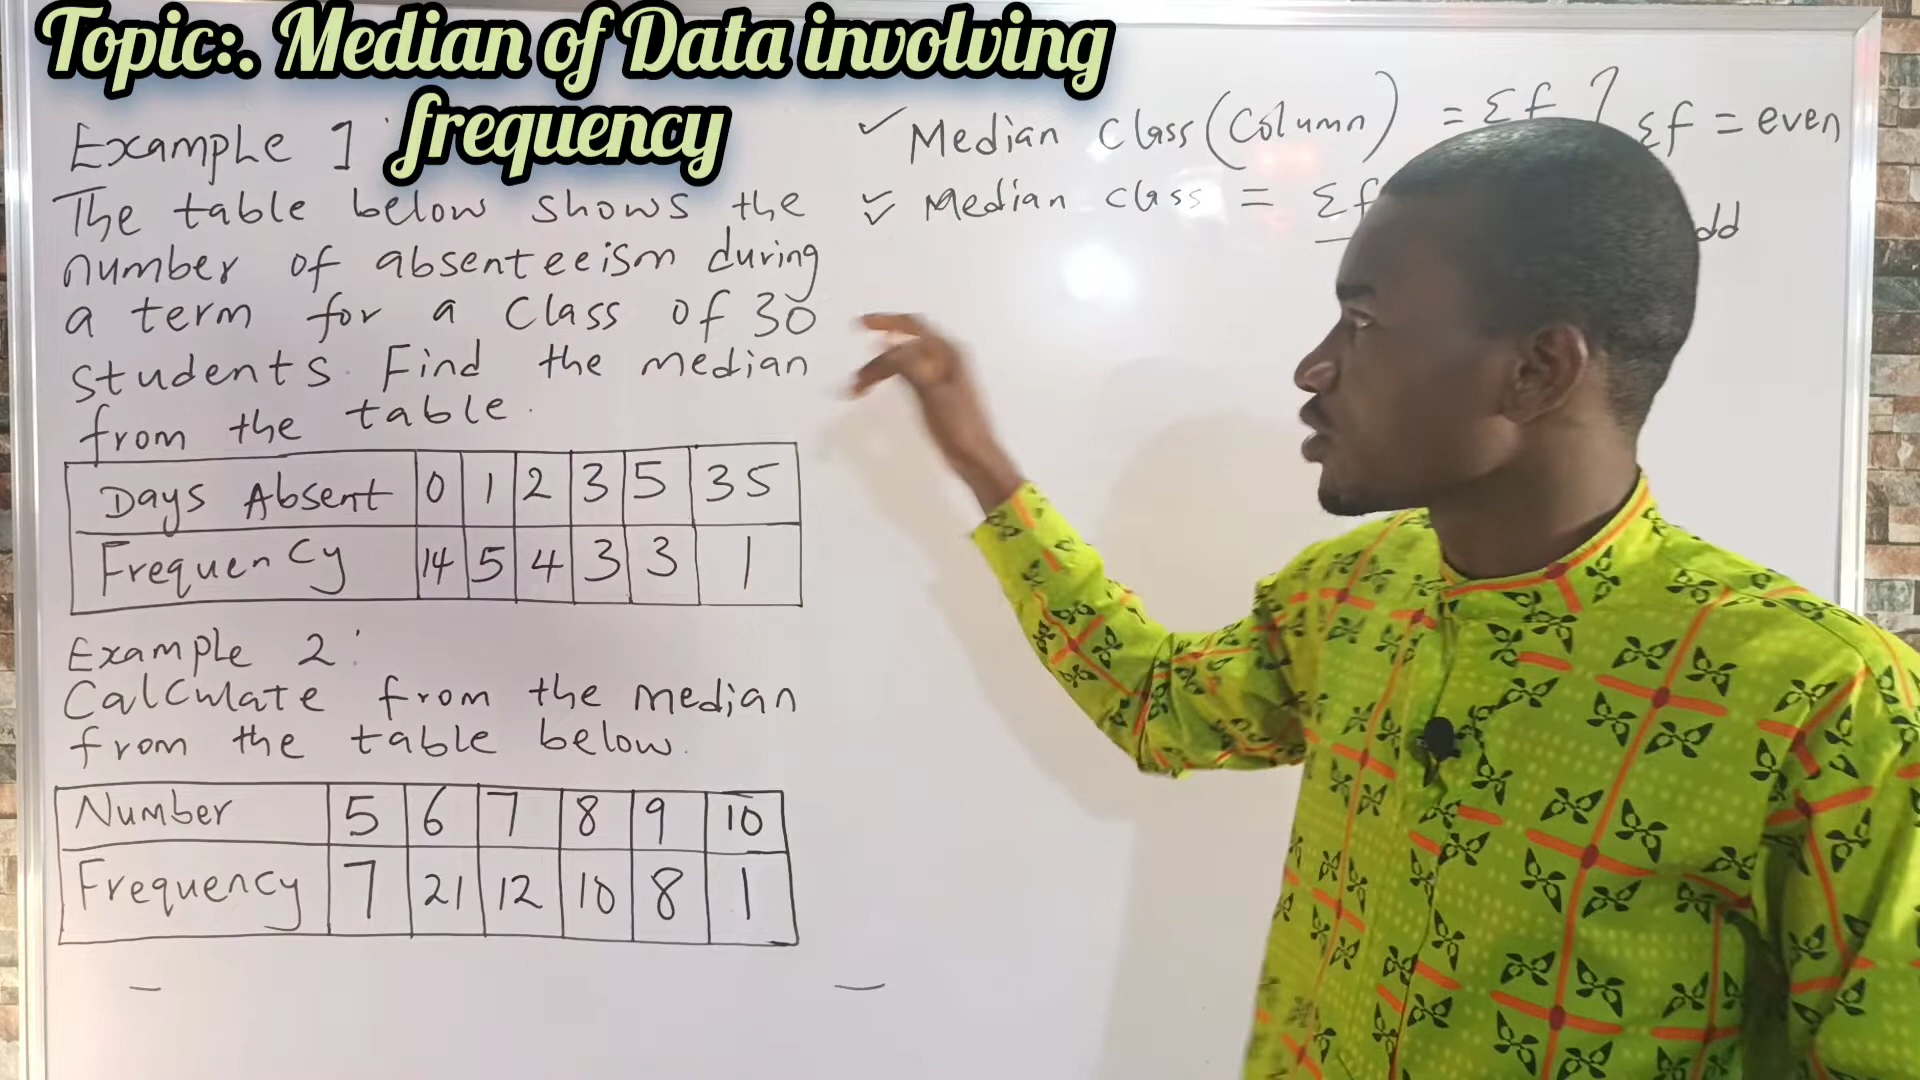 Topic:. Median of Data involving
frequency
Example 1
The table below shows the
number of absenteeism during
a term for a class of 30
students. Find the median
from the table.
Days Absent 0 1 2 3 5 35
Frequency 14 5 4 3 3 1
Example 2:
Calculate from the median
from the table below.
Number 5 6 7 8 9 10
Frequency 7 21 12 10 8 1
✓ Median Class (Column) = Σf Σf = even
✓ Median class = Σf